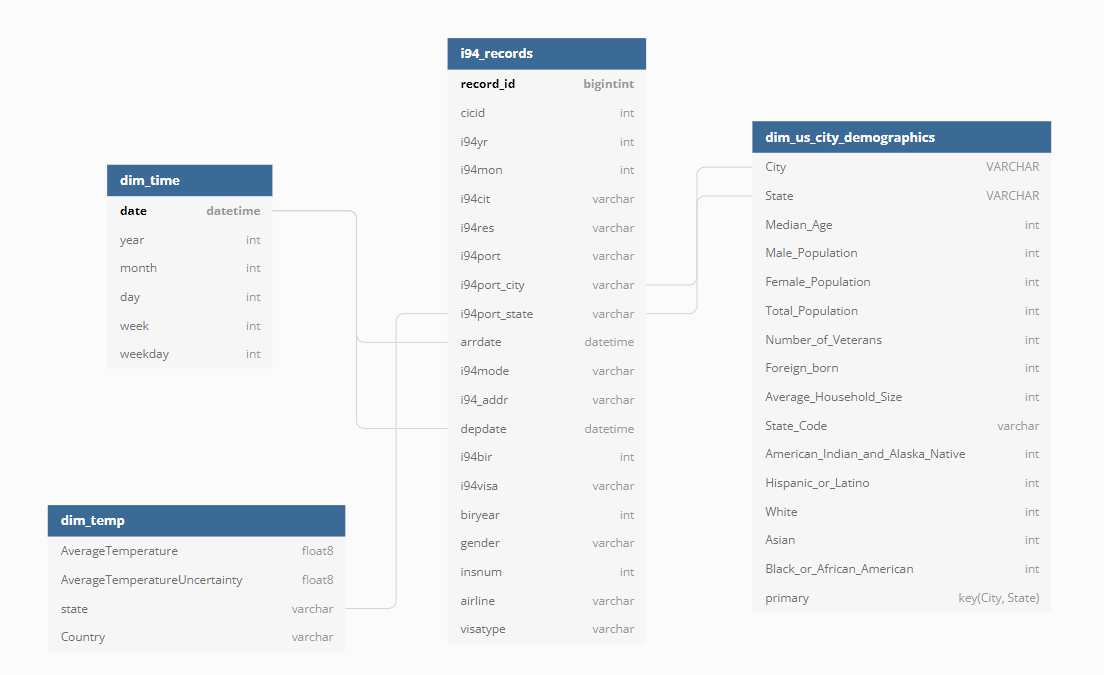 i94_records
record_id bigintint
cicid int
i94yr int
i94mon int
i94cit varchar
i94res varchar
i94port varchar
i94port_city varchar
i94port_state varchar
arrdate datetime
i94mode varchar
i94_addr varchar
depdate datetime
i94bir int
i94visa varchar
biryear int
gender varchar
insnum int
airline varchar
visatype varchar
dim_us_city_demographics
City VARCHAR
State VARCHAR
Median_Age int
Male_Population int
Female_Population int
Total_Population int
Number_of_Veterans int
Foreign_born int
Average_Household_Size int
State_Code varchar
American_Indian_and_Alaska_Native int
Hispanic_or_Latino int
White int
Asian int
Black_or_African_American int
primary key(City, State)
dim_time
date datetime
year int
month int
day int
week int
weekday int
dim_temp
AverageTemperature float8
AverageTemperatureUncertainty float8
state varchar
Country varchar